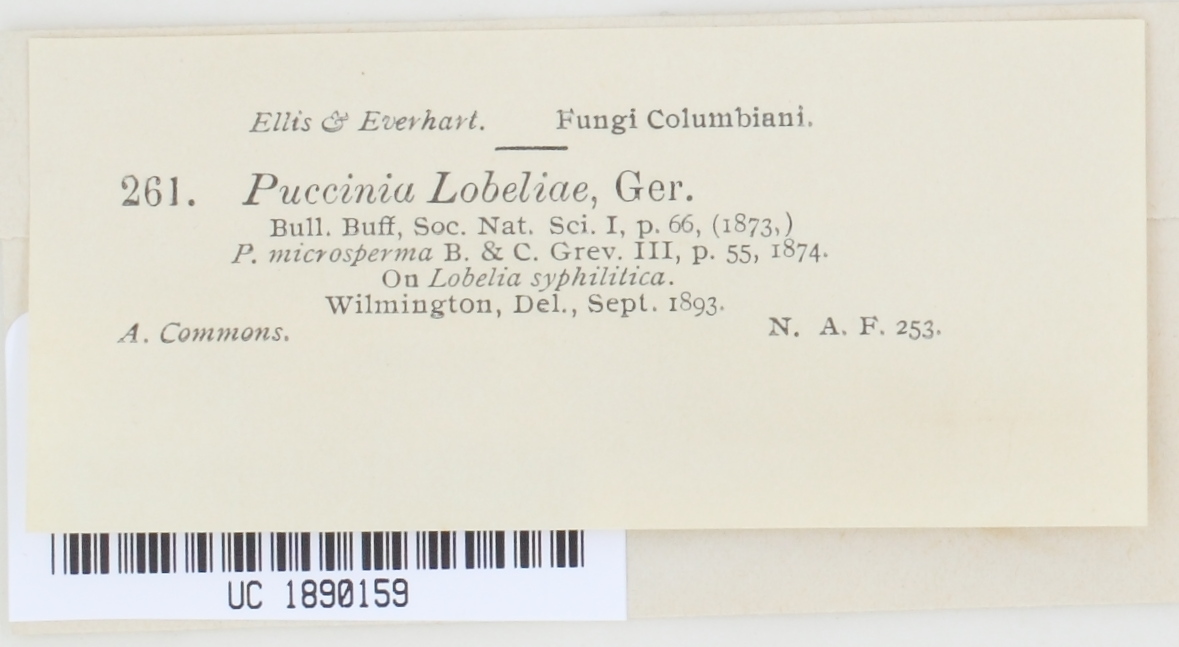 Ellis & Everhart. Fungi Columbiani.
261. Puccinia Lobeliae, Ger.
Bull. Buff, Soc. Nat. Sci. I, p. 66, (1873,)
P. microsperma B. & C. Grev. III, p. 55, 1874.
On Lobelia syphilitica.
Wilmington, Del., Sept. 1893.
A. Commons. N. A. F. 253.
UC 1890159